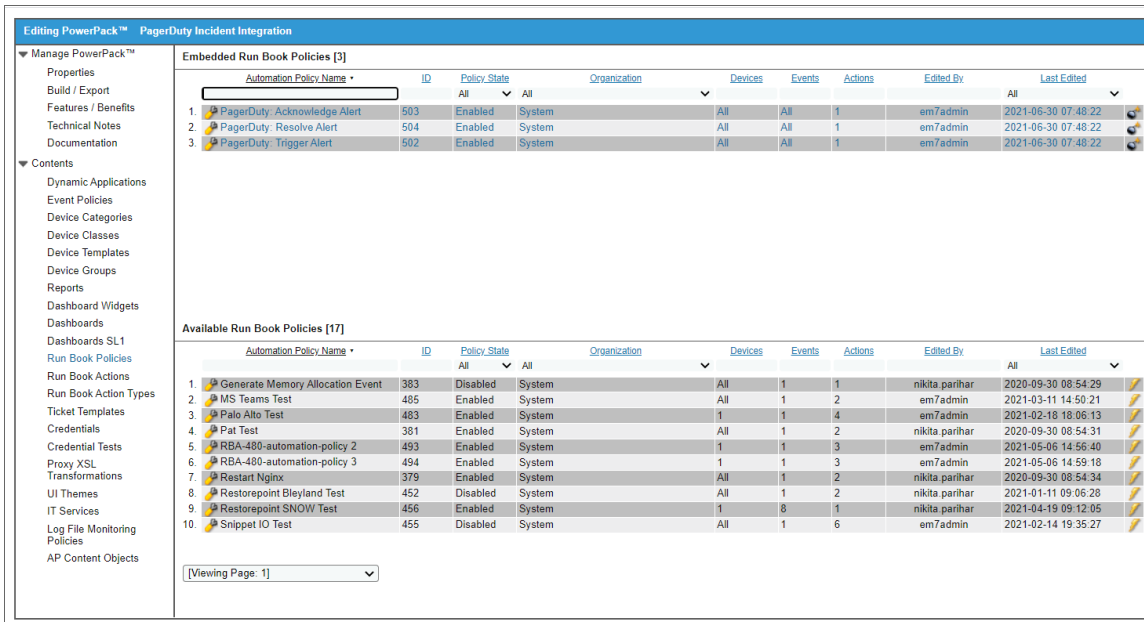 Editing PowerPack™ PagerDuty Incident Integration
Manage PowerPack™
Properties
Build / Export
Features / Benefits
Technical Notes
Documentation
Contents
Dynamic Applications
Event Policies
Device Categories
Device Classes
Device Templates
Device Groups
Reports
Dashboard Widgets
Dashboards
Dashboards SL1
Run Book Policies
Run Book Actions
Run Book Action Types
Ticket Templates
Credentials
Credential Tests
Proxy XSL
Transformations
UI Themes
IT Services
Log File Monitoring
Policies
AP Content Objects
Embedded Run Book Policies [3]
Automation Policy Name • ID Policy State Organization Devices Events Actions Edited By Last Edited
All All All
1. PagerDuty: Acknowledge Alert 503 Enabled System All All 1 em7admin 2021-06-30 07:48:22
2. PagerDuty: Resolve Alert 504 Enabled System All All 1 em7admin 2021-06-30 07:48:22
3. PagerDuty: Trigger Alert 502 Enabled System All All 1 em7admin 2021-06-30 07:48:22
Available Run Book Policies [17]
Automation Policy Name • ID Policy State Organization Devices Events Actions Edited By Last Edited
All All All
1. Generate Memory Allocation Event 383 Disabled System All 1 1 nikita.parihar 2020-09-30 08:54:29
2. MS Teams Test 485 Enabled System All 1 2 em7admin 2021-03-11 14:50:21
3. Palo Alto Test 483 Enabled System 1 1 4 em7admin 2021-02-18 18:06:13
4. Pat Test 381 Enabled System All 1 2 nikita.parihar 2020-09-30 08:54:31
5. RBA-480-automation-policy 2 493 Enabled System 1 1 3 em7admin 2021-05-06 14:56:40
6. RBA-480-automation-policy 3 494 Enabled System 1 1 3 em7admin 2021-05-06 14:59:18
7. Restart Nginx 379 Enabled System All 1 2 nikita.parihar 2020-09-30 08:54:34
8. Restorepoint Bleyland Test 452 Disabled System All 1 2 nikita.parihar 2021-01-11 09:06:28
9. Restorepoint SNOW Test 456 Enabled System 1 8 1 nikita.parihar 2021-04-19 09:12:05
10. Snippet IO Test 455 Disabled System All 1 6 em7admin 2021-02-14 19:35:27
[Viewing Page: 1]